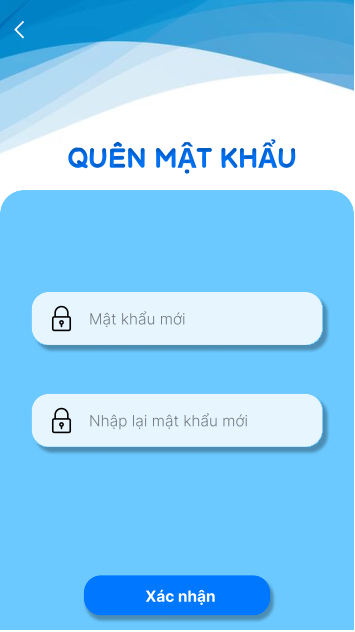 QUÊN MẬT KHẨU
Mật khẩu mới
Nhập lại mật khẩu mới
Xác nhận